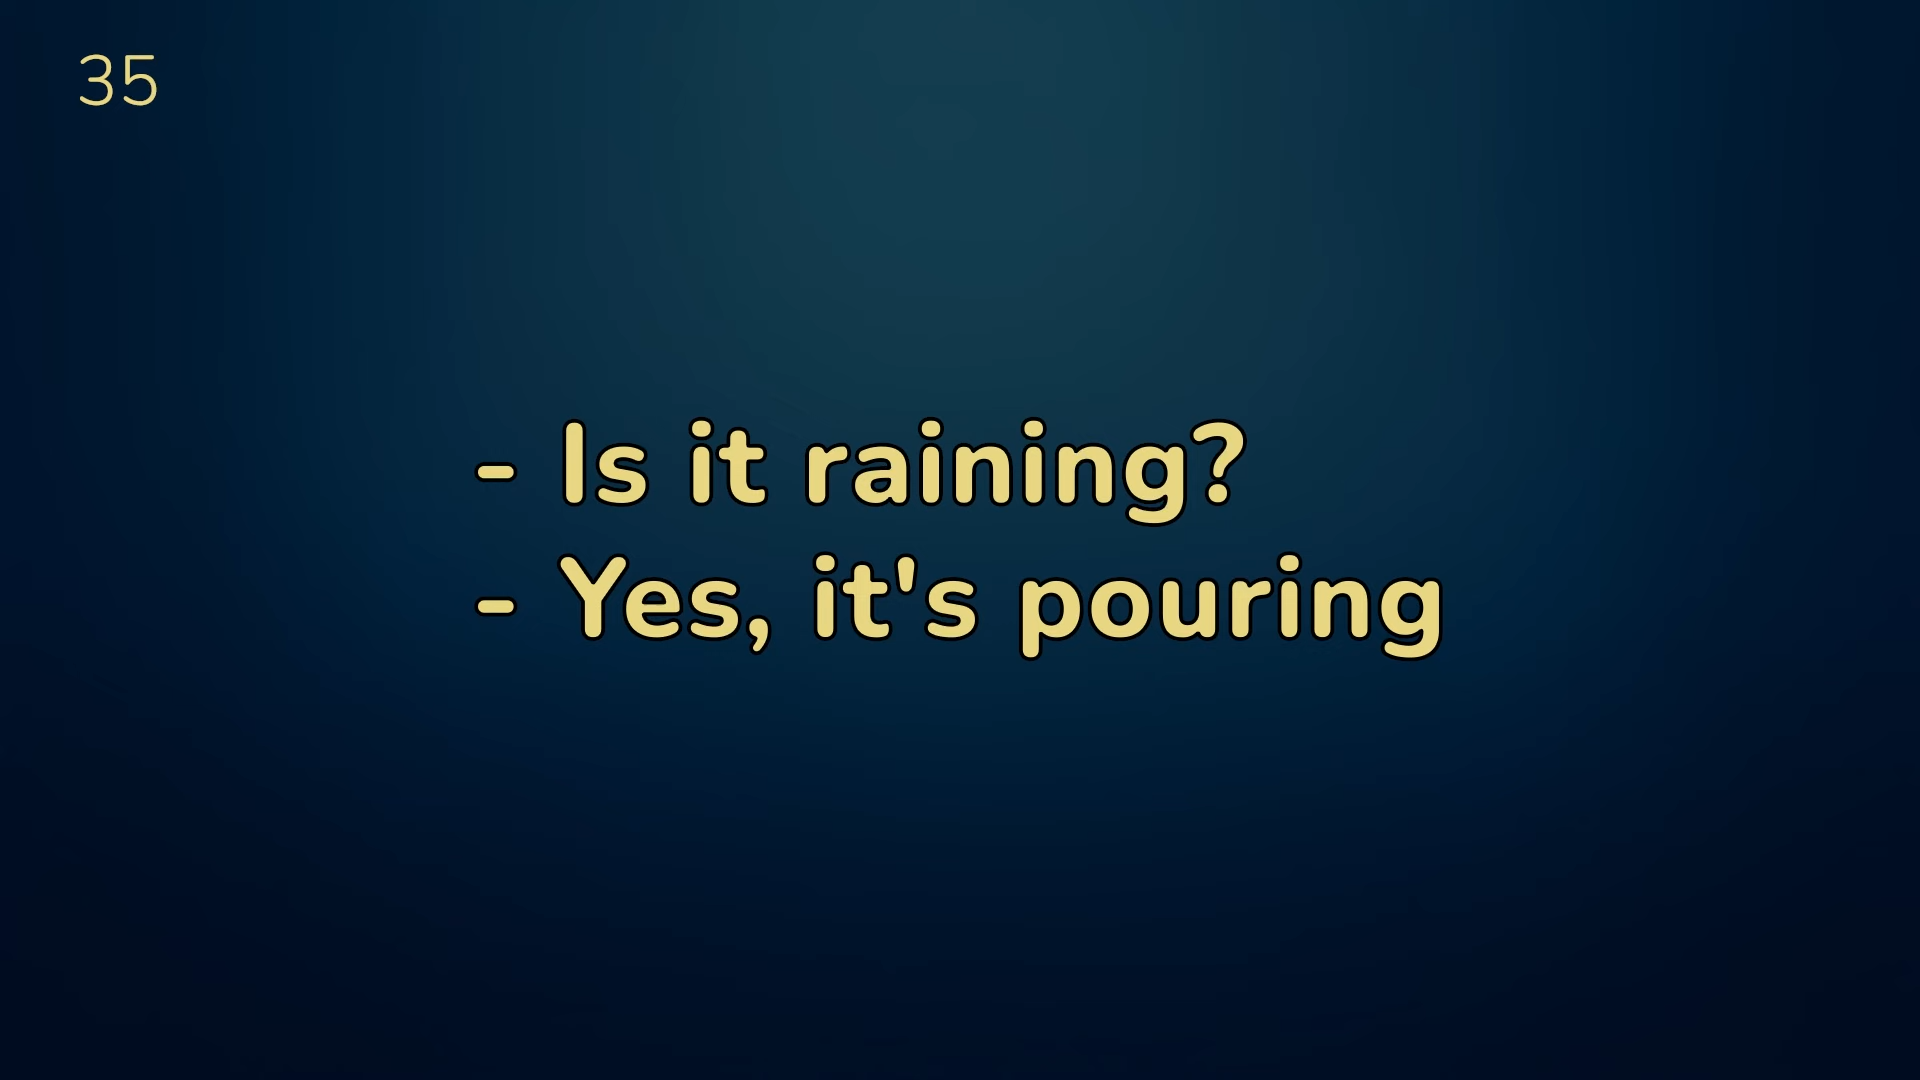 35
- Is it raining?
- Yes, it's pouring